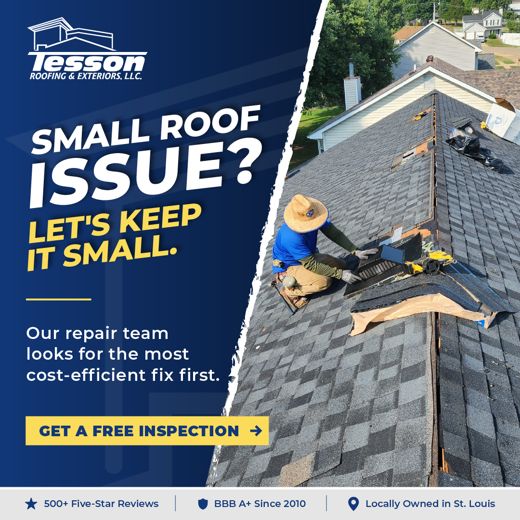 Tesson
ROOFING & EXTERIORS, L.L.C.
SMALL ROOF
ISSUE?
LET'S KEEP
IT SMALL.
Our repair team
looks for the most
cost-efficient fix first.
GET A FREE INSPECTION →
500+ Five-Star Reviews
BBB A+ Since 2010
Locally Owned in St. Louis